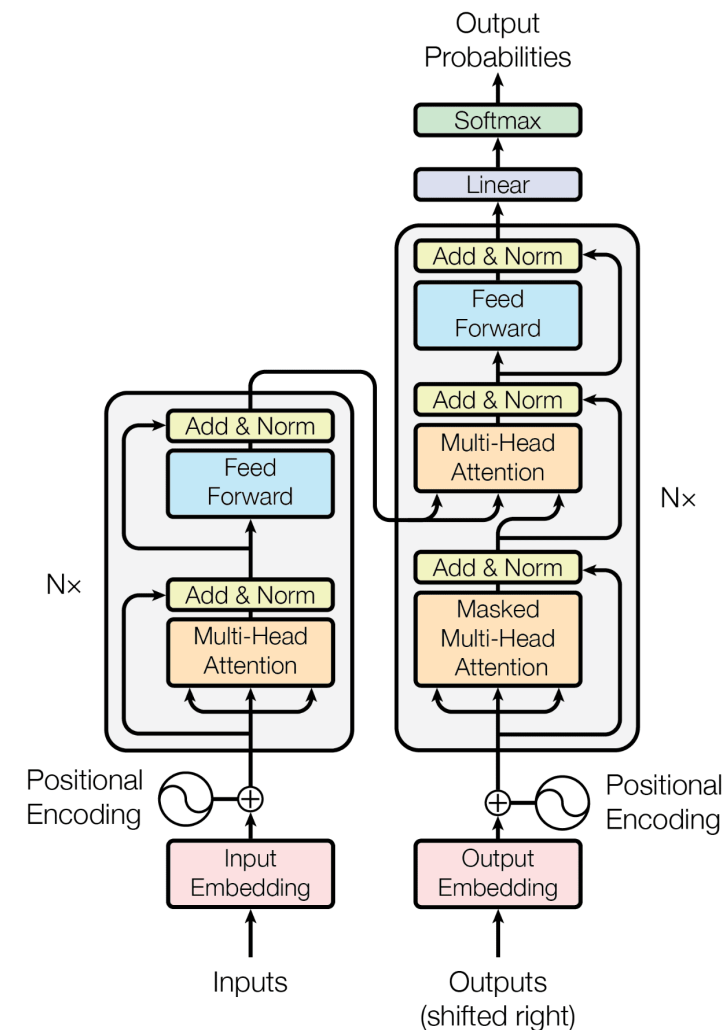 Output
Probabilities
Softmax
Linear
Add & Norm
Feed
Forward
Add & Norm
Multi-Head
Attention
Nx
Add & Norm
Masked
Multi-Head
Attention
Add & Norm
Feed
Forward
Nx
Add & Norm
Multi-Head
Attention
Positional
Encoding
Positional
Encoding
Input
Embedding
Output
Embedding
Inputs
Outputs
(shifted right)